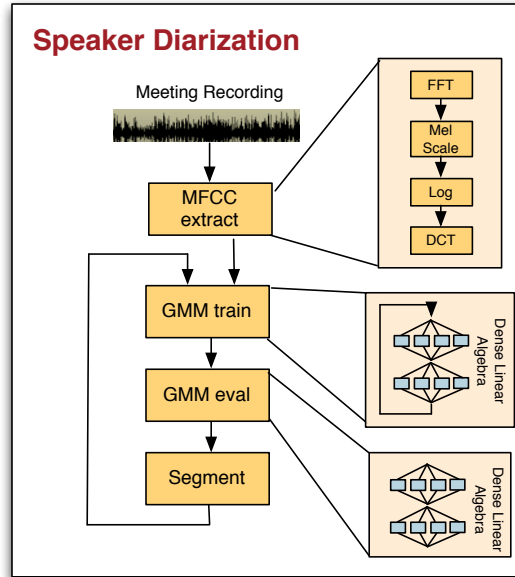 Speaker Diarization
Meeting Recording
MFCC
extract
FFT
Mel
Scale
Log
DCT
GMM train
Dense Linear
Algebra
GMM eval
Segment
Dense Linear
Algebra